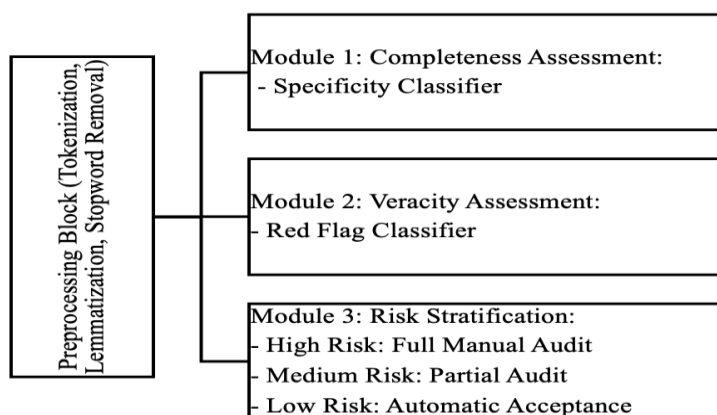 Preprocessing Block (Tokenization,
Lemmatization, Stopword Removal)
Module 1: Completeness Assessment:
- Specificity Classifier
Module 2: Veracity Assessment:
- Red Flag Classifier
Module 3: Risk Stratification:
- High Risk: Full Manual Audit
- Medium Risk: Partial Audit
- Low Risk: Automatic Acceptance